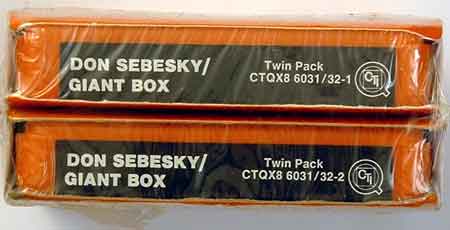 DON SEBESKY/
GIANT BOX
Twin Pack
CTQX8 6031/32-1
CTi
DON SEBESKY/
GIANT BOX
Twin Pack
CTQX8 6031/32-2
CTi